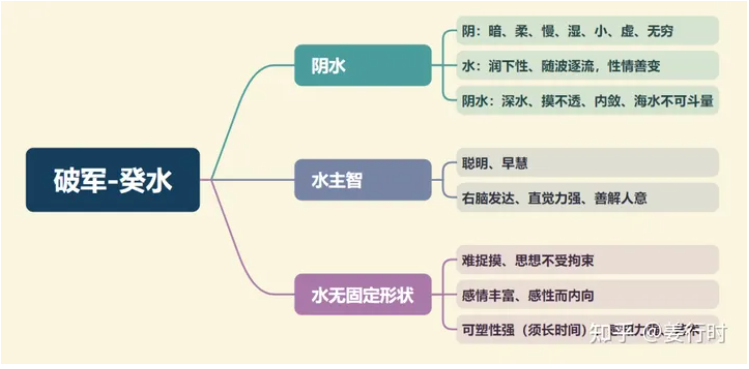 破军-癸水
阴水
阴：暗、柔、慢、湿、小、虚、无穷
水：润下性、随波逐流，性情善变
阴水：深水、摸不透、内敛、海水不可斗量
水主智
聪明、早慧
右脑发达、直觉力强、善解人意
水无固定形状
难捉摸、思想不受拘束
感情丰富、感性而内向
可塑性强（须长时间）、
知乎 @姜行时